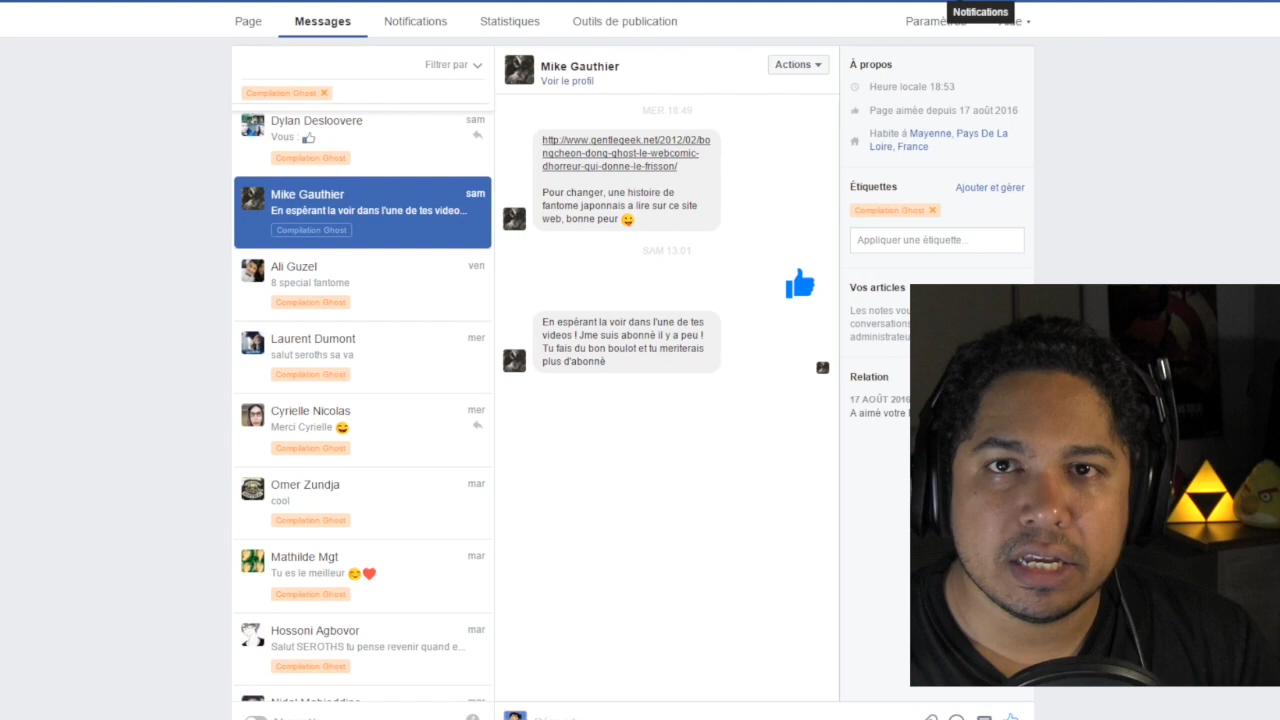 Page Messages Notifications Statistiques Outils de publication Notifications
Filtrer par
Compilation Ghost ×
Dylan Desloovere sam
Vous :
Compilation Ghost
Mike Gauthier sam
En espèrant la voir dans l'une de tes video...
Compilation Ghost
Ali Guzel ven
8 special fantome
Compilation Ghost
Laurent Dumont mer
salut seroths sa va
Compilation Ghost
Cyrielle Nicolas mer
Merci Cyrielle 😄
Compilation Ghost
Omer Zundja mar
cool
Compilation Ghost
Mathilde Mgt mar
Tu es le meilleur ☺️❤️
Compilation Ghost
Hossoni Agbovor mar
Salut SEROTHS tu pense revenir quand e...
Compilation Ghost
Mike Gauthier
Voir le profil
Actions
MER 18:49
http://www.gentlegeek.net/2012/02/bo
ngcheon-dong-ghost-le-webcomic-
dhorreur-qui-donne-le-frisson/
Pour changer, une histoire de
fantome japonnais a lire sur ce site
web, bonne peur 😜
SAM 13:01
En espèrant la voir dans l'une de tes
videos ! Jme suis abonnè il y a peu !
Tu fais du bon boulot et tu meriterais
plus d'abonnè
À propos
Heure locale 18:53
Page aimée depuis 17 août 2016
Habite à Mayenne, Pays De La
Loire, France
Étiquettes Ajouter et gérer
Compilation Ghost ×
Appliquer une étiquette...
Vos articles
Les notes
conversations
Relation
17 AOÛT 2016
A aimé votre